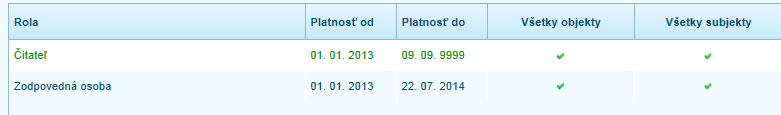 Rola Platnosť od Platnosť do Všetky objekty Všetky subjekty
Čitateľ 01. 01. 2013 09. 09. 9999
Zodpovedná osoba 01. 01. 2013 22. 07. 2014